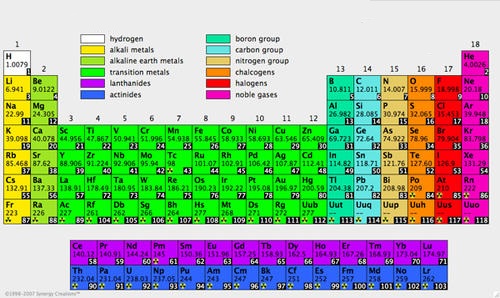 1
18
H
1.0079
1
hydrogen
alkali metals
alkaline earth metals
transition metals
lanthanides
actinides
boron group
carbon group
nitrogen group
chalcogens
halogens
noble gases
He
4.0026
2
2
13 14 15 16 17
Li Be B C N O F Ne
6.941 9.0122 10.811 12.011 14.007 15.999 18.998 20.18
3 4 5 6 7 8 9 10
Na Mg Al Si P S Cl Ar
22.99 24.305 26.982 28.085 30.974 32.065 35.453 39.948
11 12 13 14 15 16 17 18
3 4 5 6 7 8 9 10 11 12
K Ca Sc Ti V Cr Mn Fe Co Ni Cu Zn Ga Ge As Se Br Kr
39.098 40.078 44.956 47.867 50.941 51.996 54.938 55.845 58.933 58.693 63.546 65.409 69.723 72.64 74.922 78.96 79.904 83.798
19 20 21 22 23 24 25 26 27 28 29 30 31 32 33 34 35 36
Rb Sr Y Zr Nb Mo Tc Ru Rh Pd Ag Cd In Sn Sb Te I Xe
85.468 87.62 88.906 91.224 92.906 95.94 98 101.07 102.91 106.42 107.87 112.41 114.82 118.71 121.76 127.60 126.9 131.29
37 38 39 40 41 42 43 44 45 46 47 48 49 50 51 52 53 54
Cs Ba La Hf Ta W Re Os Ir Pt Au Hg Tl Pb Bi Po At Rn
132.91 137.33 138.91 178.49 180.95 183.84 186.21 190.23 192.22 195.08 196.97 200.59 204.38 207.2 208.98 209 210 222
55 56 57 72 73 74 75 76 77 78 79 80 81 82 83 84 85 86
Fr Ra Ac Rf Db Sg Bh Hs Mt Ds Rg Uub Uut Uuq Uup Uuh Uus Uuo
223 226 227
87 88 89 104 105 106 107 108 109 110 111 112 113 114 115 116 117 118
Ce Pr Nd Pm Sm Eu Gd Tb Dy Ho Er Tm Yb Lu
140.12 140.91 144.24 145 150.36 151.96 157.25 158.93 162.5 164.93 167.26 168.93 173.04 174.97
58 59 60 61 62 63 64 65 66 67 68 69 70 71
Th Pa U Np Pu Am Cm Bk Cf Es Fm Md No Lr
232.04 231.04 238.03 237.05 244 243 247 247 251 252 257 258 259 262
90 91 92 93 94 95 96 97 98 99 100 101 102 103
©1998-2007 Synergy Creations™